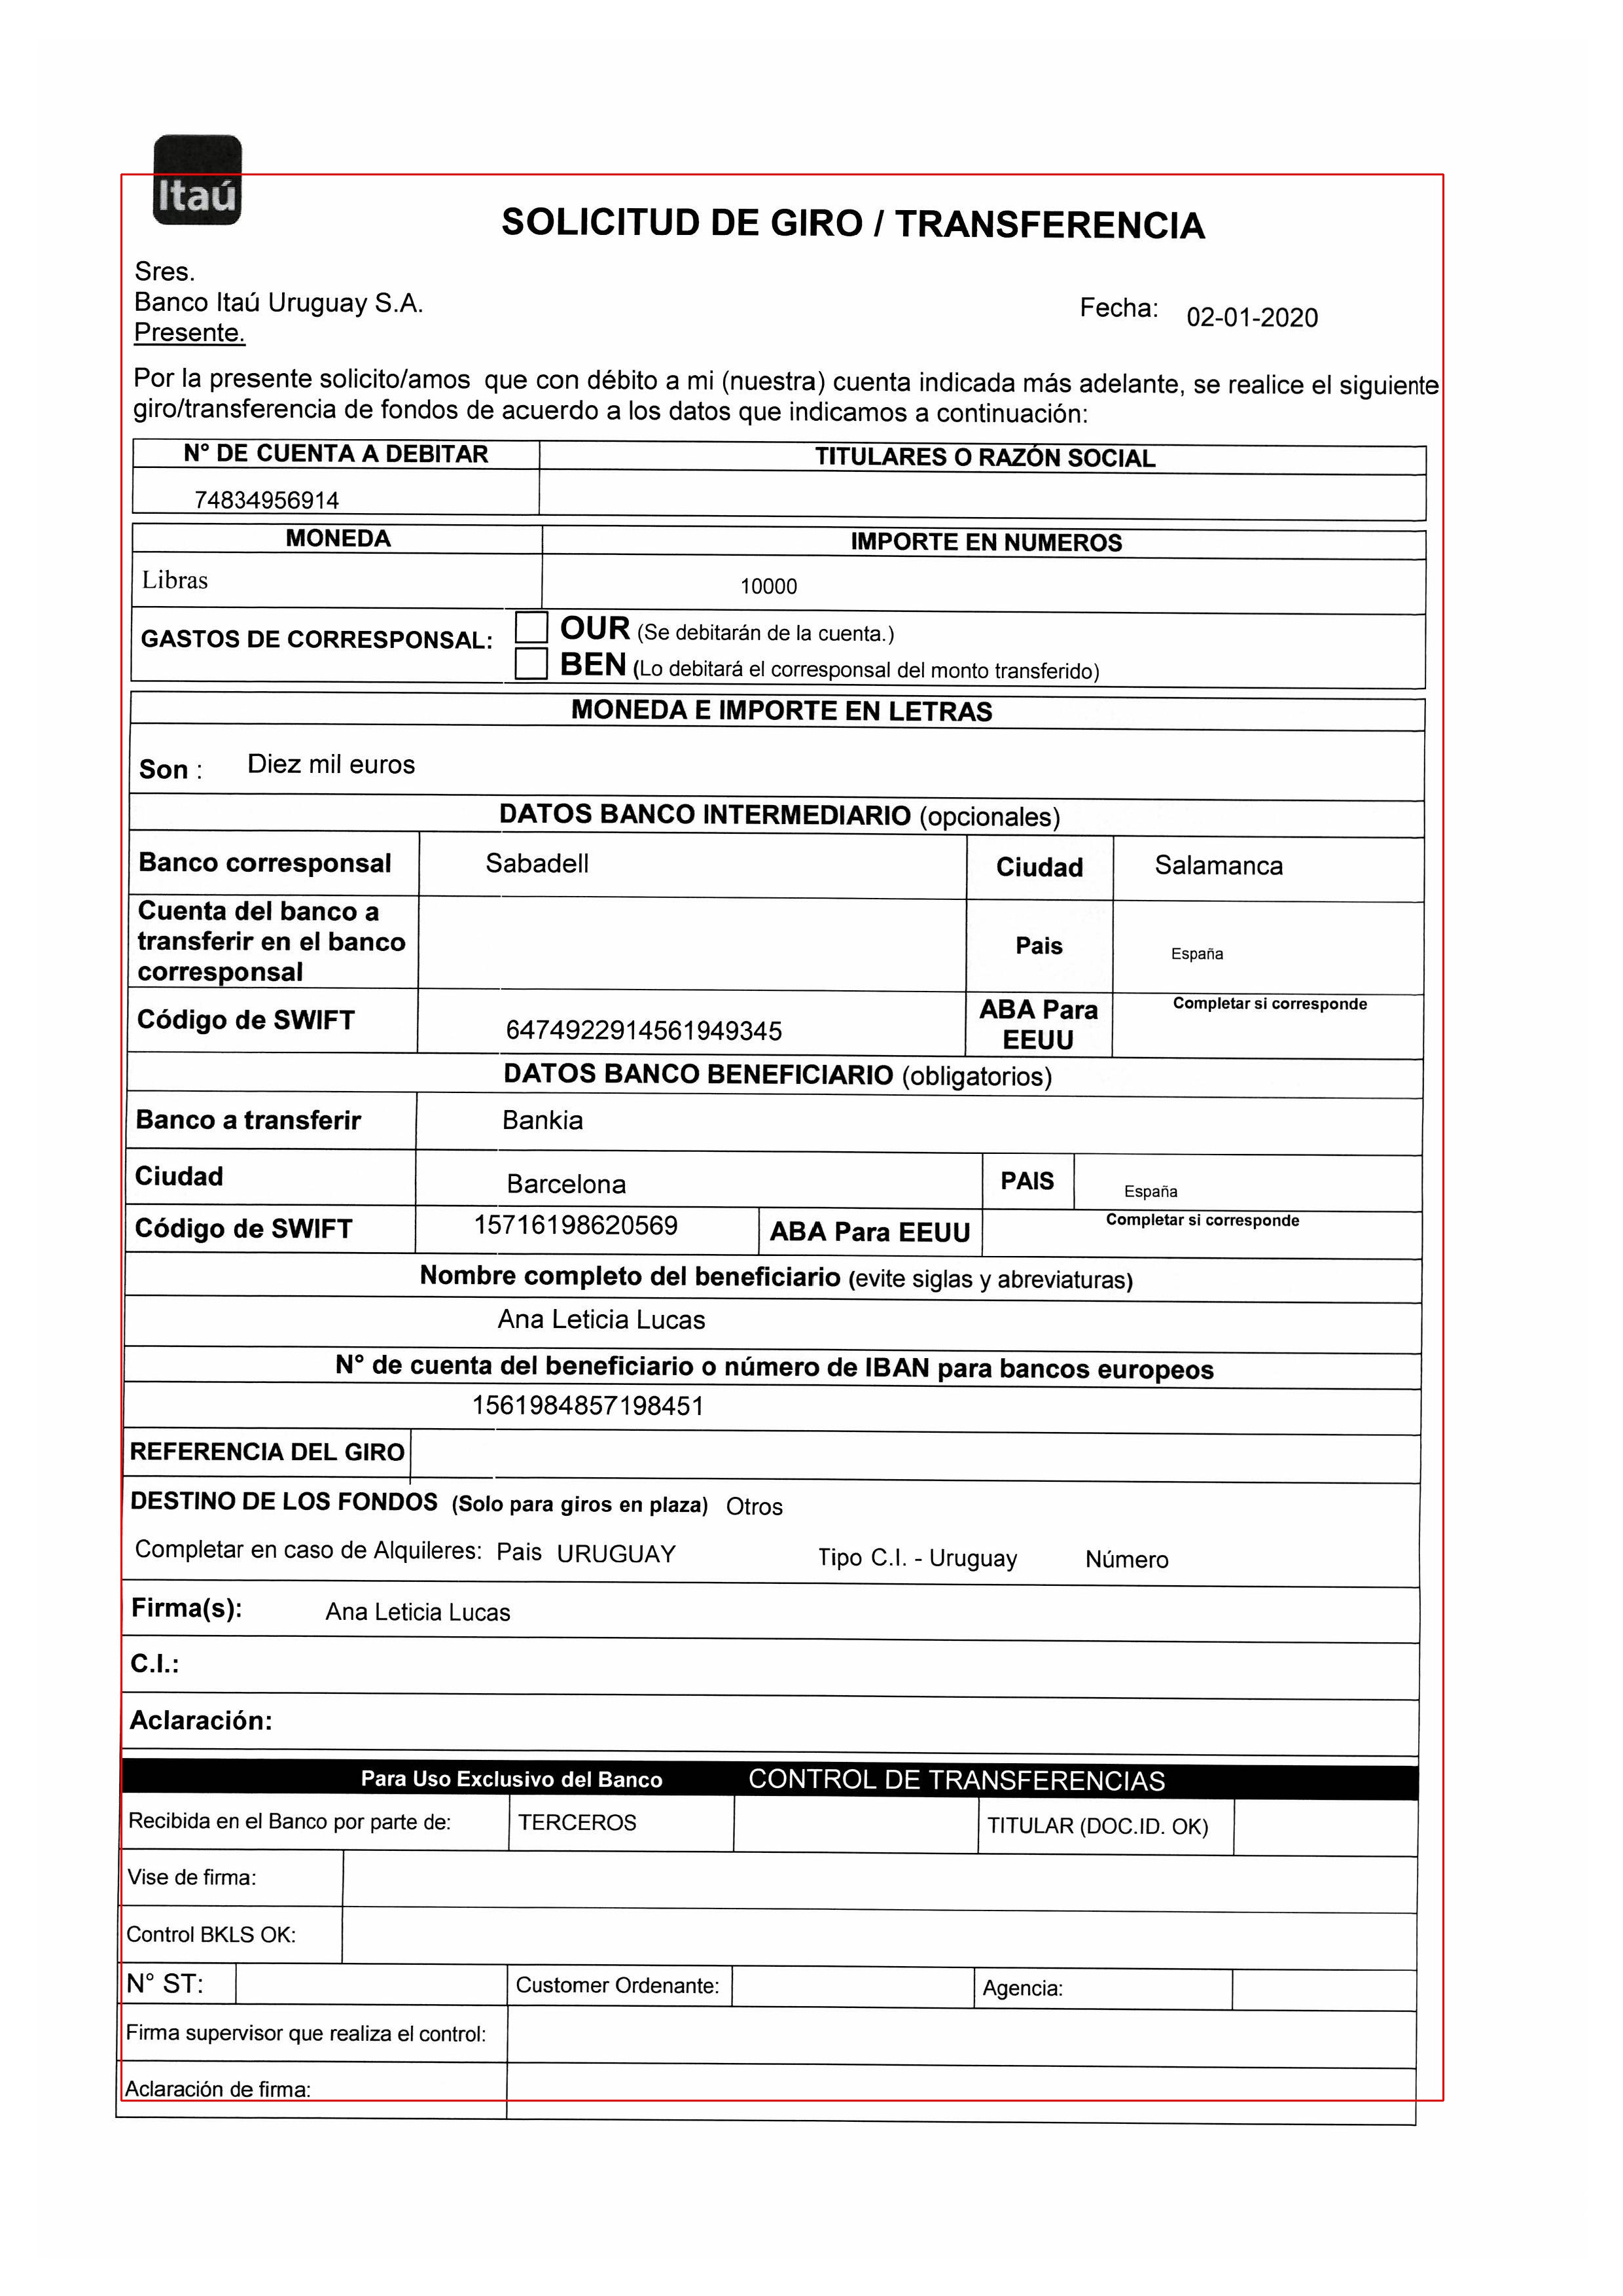 Itaú
SOLICITUD DE GIRO / TRANSFERENCIA
Sres.
Banco Itaú Uruguay S.A.
Presente.
Fecha: 02-01-2020
Por la presente solicito/amos que con débito a mi (nuestra) cuenta indicada más adelante, se realice el siguiente
giro/transferencia de fondos de acuerdo a los datos que indicamos a continuación:
N° DE CUENTA A DEBITAR TITULARES O RAZÓN SOCIAL
74834956914
MONEDA IMPORTE EN NUMEROS
Libras 10000
GASTOS DE CORRESPONSAL: OUR (Se debitarán de la cuenta.)
BEN (Lo debitará el corresponsal del monto transferido)
MONEDA E IMPORTE EN LETRAS
Son : Diez mil euros
DATOS BANCO INTERMEDIARIO (opcionales)
Banco corresponsal Sabadell Ciudad Salamanca
Cuenta del banco a
transferir en el banco
corresponsal
Pais España
Código de SWIFT 6474922914561949345 ABA Para
EEUU
Completar si corresponde
DATOS BANCO BENEFICIARIO (obligatorios)
Banco a transferir Bankia
Ciudad Barcelona PAIS España
Código de SWIFT 15716198620569 ABA Para EEUU Completar si corresponde
Nombre completo del beneficiario (evite siglas y abreviaturas)
Ana Leticia Lucas
N° de cuenta del beneficiario o número de IBAN para bancos europeos
1561984857198451
REFERENCIA DEL GIRO
DESTINO DE LOS FONDOS (Solo para giros en plaza) Otros
Completar en caso de Alquileres: Pais URUGUAY Tipo C.I. - Uruguay Número
Firma(s): Ana Leticia Lucas
C.I.:
Aclaración:
Para Uso Exclusivo del Banco CONTROL DE TRANSFERENCIAS
Recibida en el Banco por parte de: TERCEROS TITULAR (DOC.ID. OK)
Vise de firma:
Control BKLS OK:
N° ST: Customer Ordenante: Agencia:
Firma supervisor que realiza el control:
Aclaración de firma: